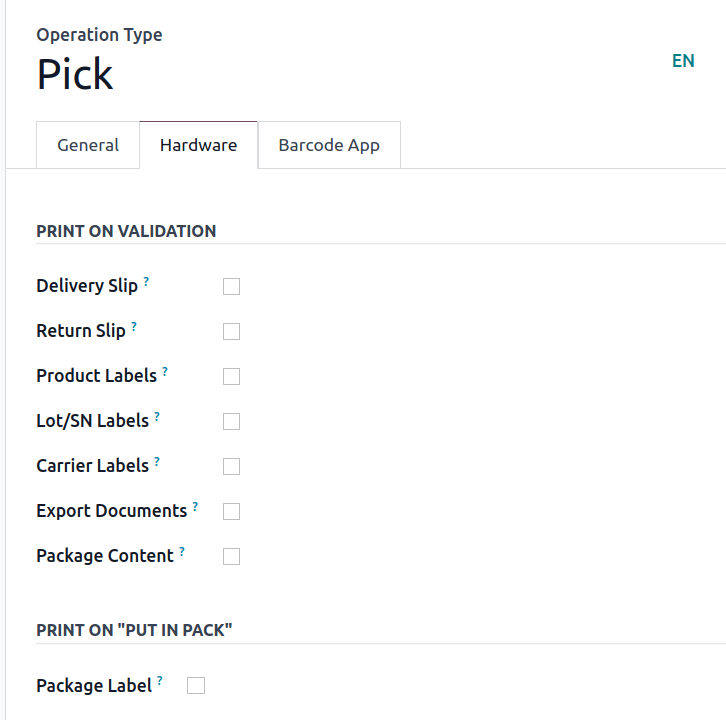 Operation Type
Pick
EN
General Hardware Barcode App
PRINT ON VALIDATION
Delivery Slip ?
Return Slip ?
Product Labels ?
Lot/SN Labels ?
Carrier Labels ?
Export Documents ?
Package Content ?
PRINT ON "PUT IN PACK"
Package Label ?